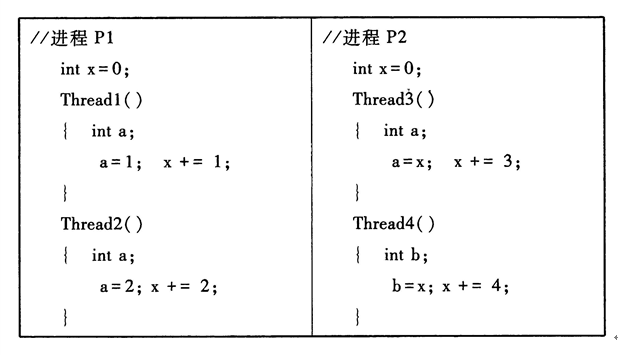 //进程 P1
int x=0;
Thread1()
{ int a;
a=1; x += 1;
}
Thread2()
{ int a;
a=2; x += 2;
}
//进程 P2
int x=0;
Thread3()
{ int a;
a=x; x += 3;
}
Thread4()
{ int b;
b=x; x += 4;
}